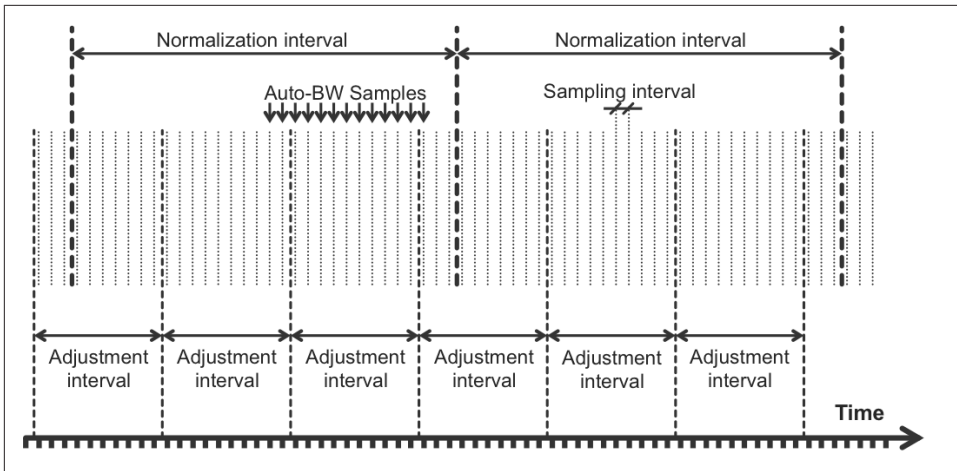 Normalization interval
Normalization interval
Auto-BW Samples
Sampling interval
Adjustment interval
Adjustment interval
Adjustment interval
Adjustment interval
Adjustment interval
Adjustment interval
Time